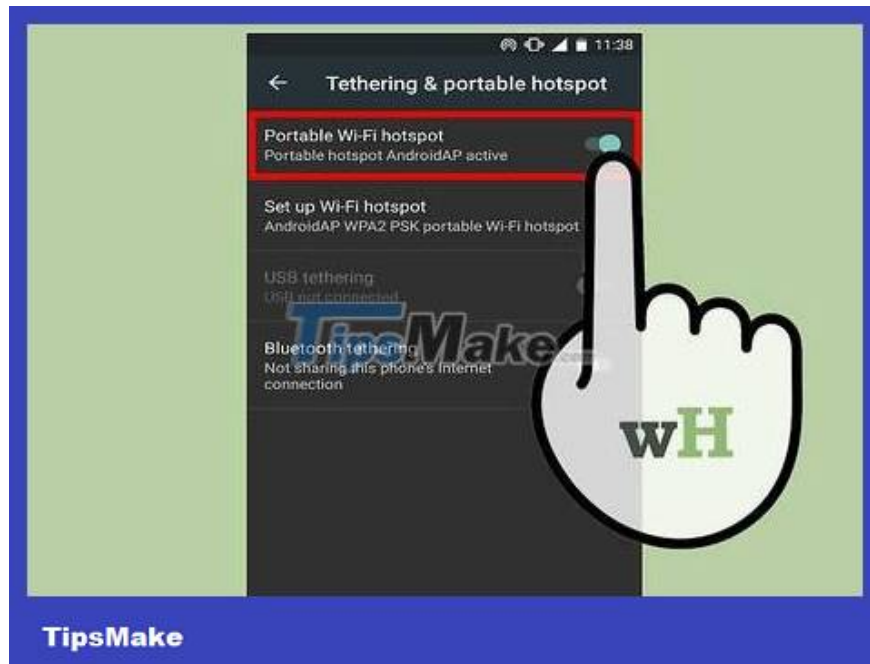 11:38
Tethering & portable hotspot
Portable Wi-Fi hotspot
Portable hotspot AndroidAP active
Set up Wi-Fi hotspot
AndroidAP WPA2 PSK portable Wi-Fi hotspot
USB tethering
USB not connected
TipsMake.com
Bluetooth tethering
Not sharing this phone's Internet
connection
wH
TipsMake